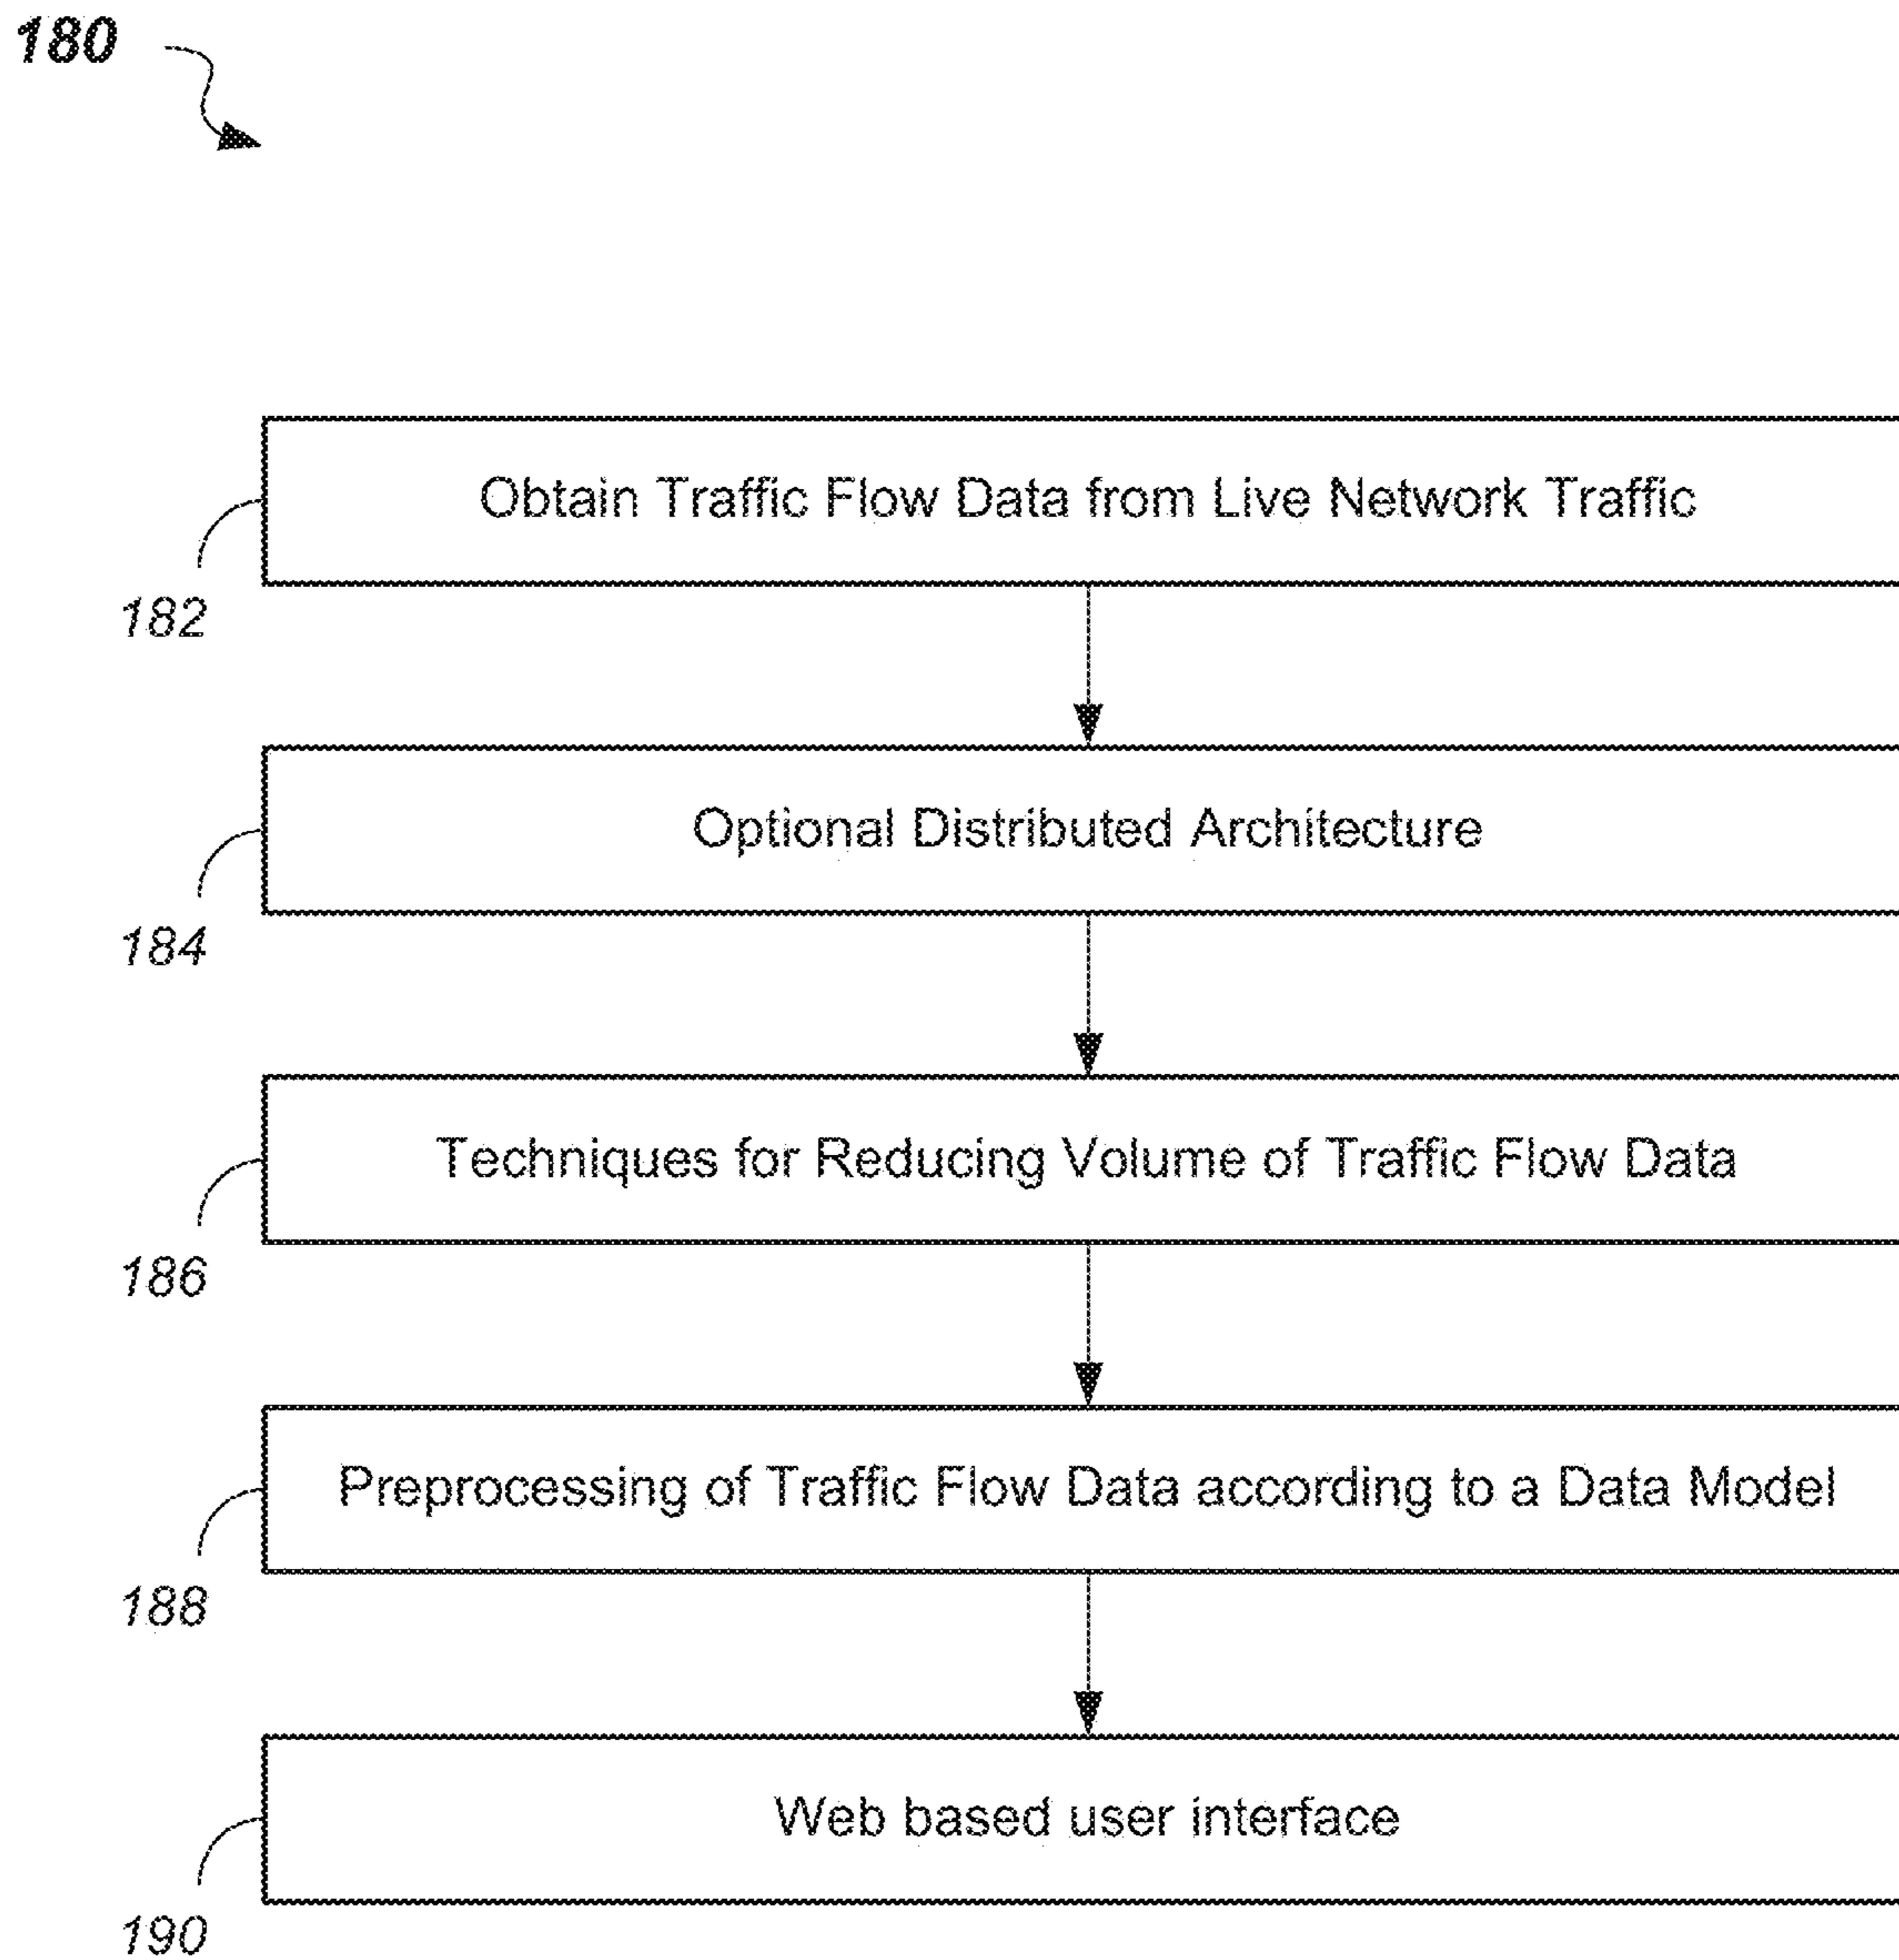 180
Obtain Traffic Flow Data from Live Network Traffic
182
Optional Distributed Architecture
184
Techniques for Reducing Volume of Traffic Flow Data
186
Preprocessing of Traffic Flow Data according to a Data Model
188
Web based user interface
190